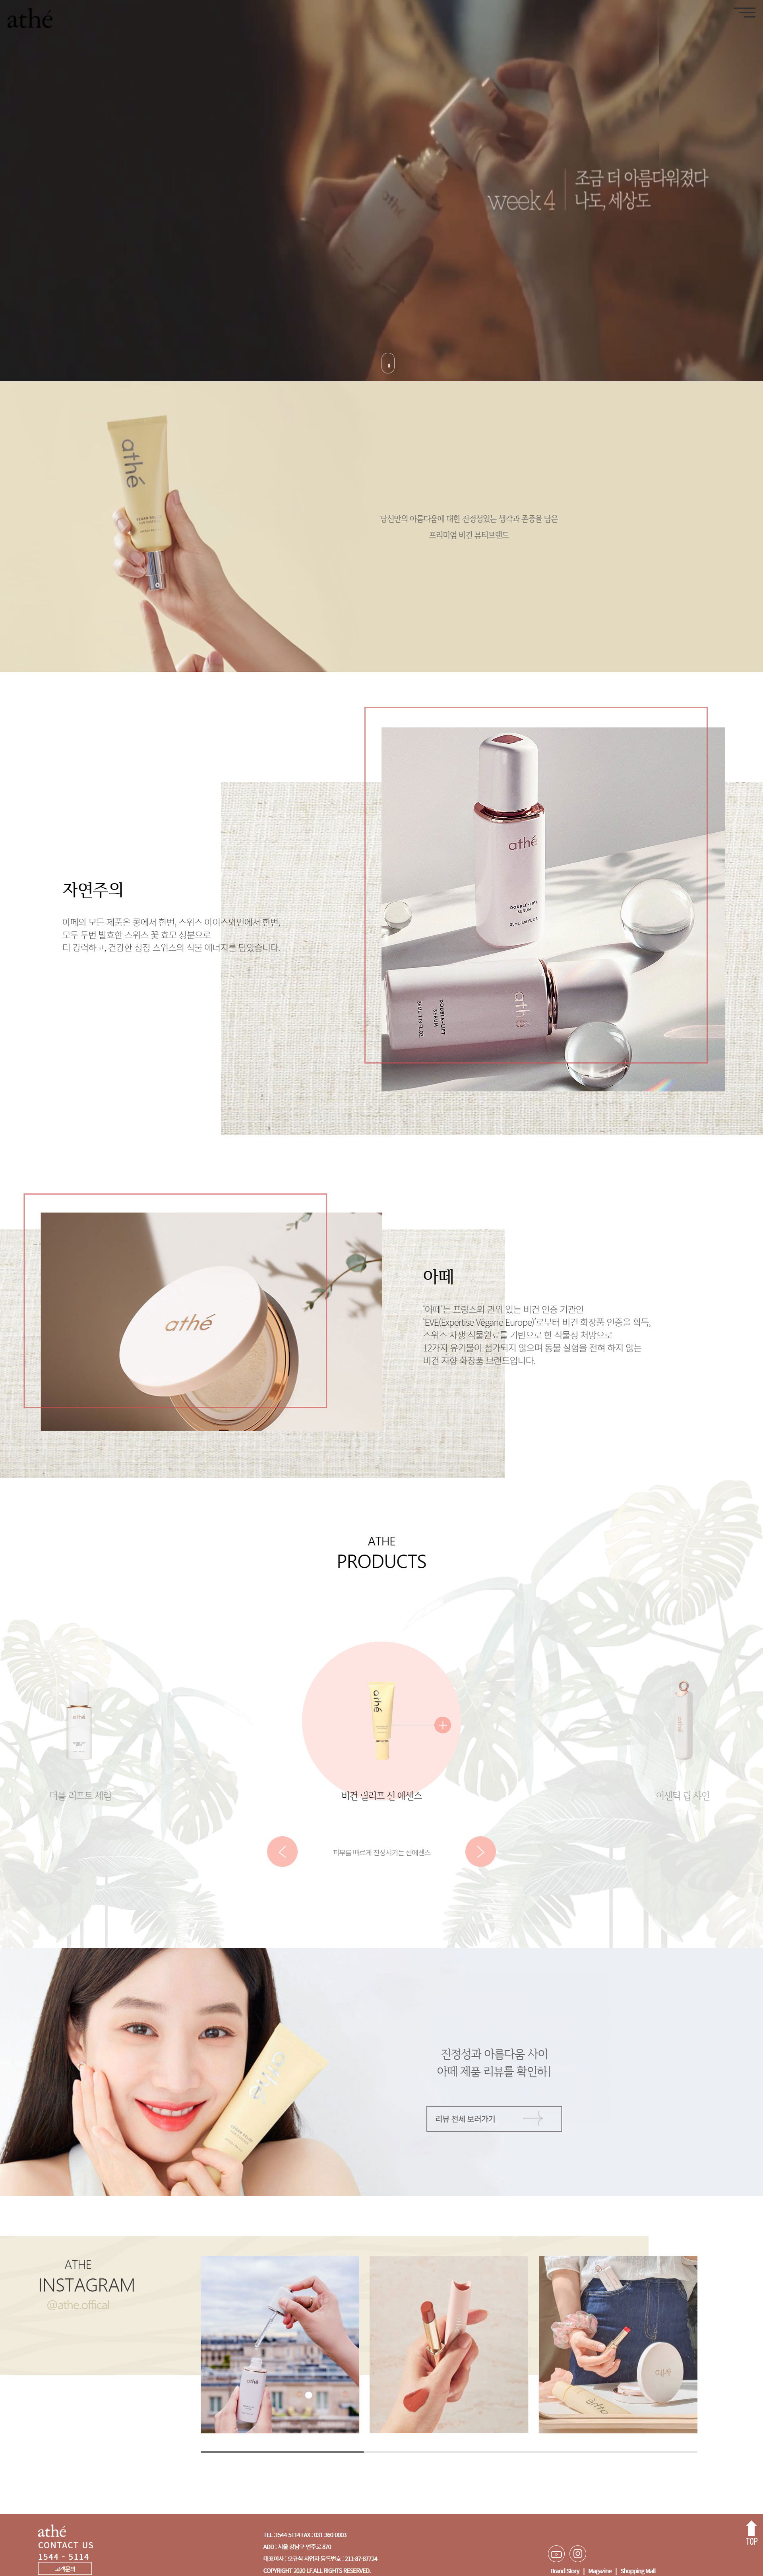 athé
week 4
조금 더 아름다워졌다
나도, 세상도
athé
당신만의 아름다움에 대한 진정성있는 생각과 존중을 담은
프리미엄 비건 뷰티브랜드
athé
DOUBLE-LIFT
SERUM
athé
DOUBLE-LIFT
SERUM
자연주의
아떼의 모든 제품은 콩에서 한번, 스위스 아이스와인에서 한번,
모두 두번 발효한 스위스 꽃 효모 성분으로
더 강력하고, 건강한 청정 스위스의 식물 에너지를 담았습니다.
athé
아떼
'아떼'는 프랑스의 권위 있는 비건 인증 기관인
'EVE(Expertise Végane Europe)'로부터 비건 화장품 인증을 획득,
스위스 자생 식물원료를 기반으로 한 식물성 처방으로
12가지 유기물이 첨가되지 않으며 동물 실험을 전혀 하지 않는
비건 지향 화장품 브랜드입니다.
ATHE
PRODUCTS
athé
athé
더블 리프트 세럼
비건 릴리프 선 에센스
어센틱 립 샤인
피부를 빠르게 진정시키는 선에센스
athé
진정성과 아름다움 사이
아떼 제품 리뷰를 확인하|
리뷰 전체 보러가기
ATHE
INSTAGRAM
@athe.offical
athé
CONTACT US
1544 - 5114
고객문의
TEL :1544-5114 FAX : 031-360-0003
ADD : 서울 강남구 언주로 870
대표이사 : 오규식 사업자 등록번호 : 211-87-87724
COPYRIGHT 2020 LF ALL RIGHTS RESERVED.
Brand Story | Magazine | Shopping Mall
TOP